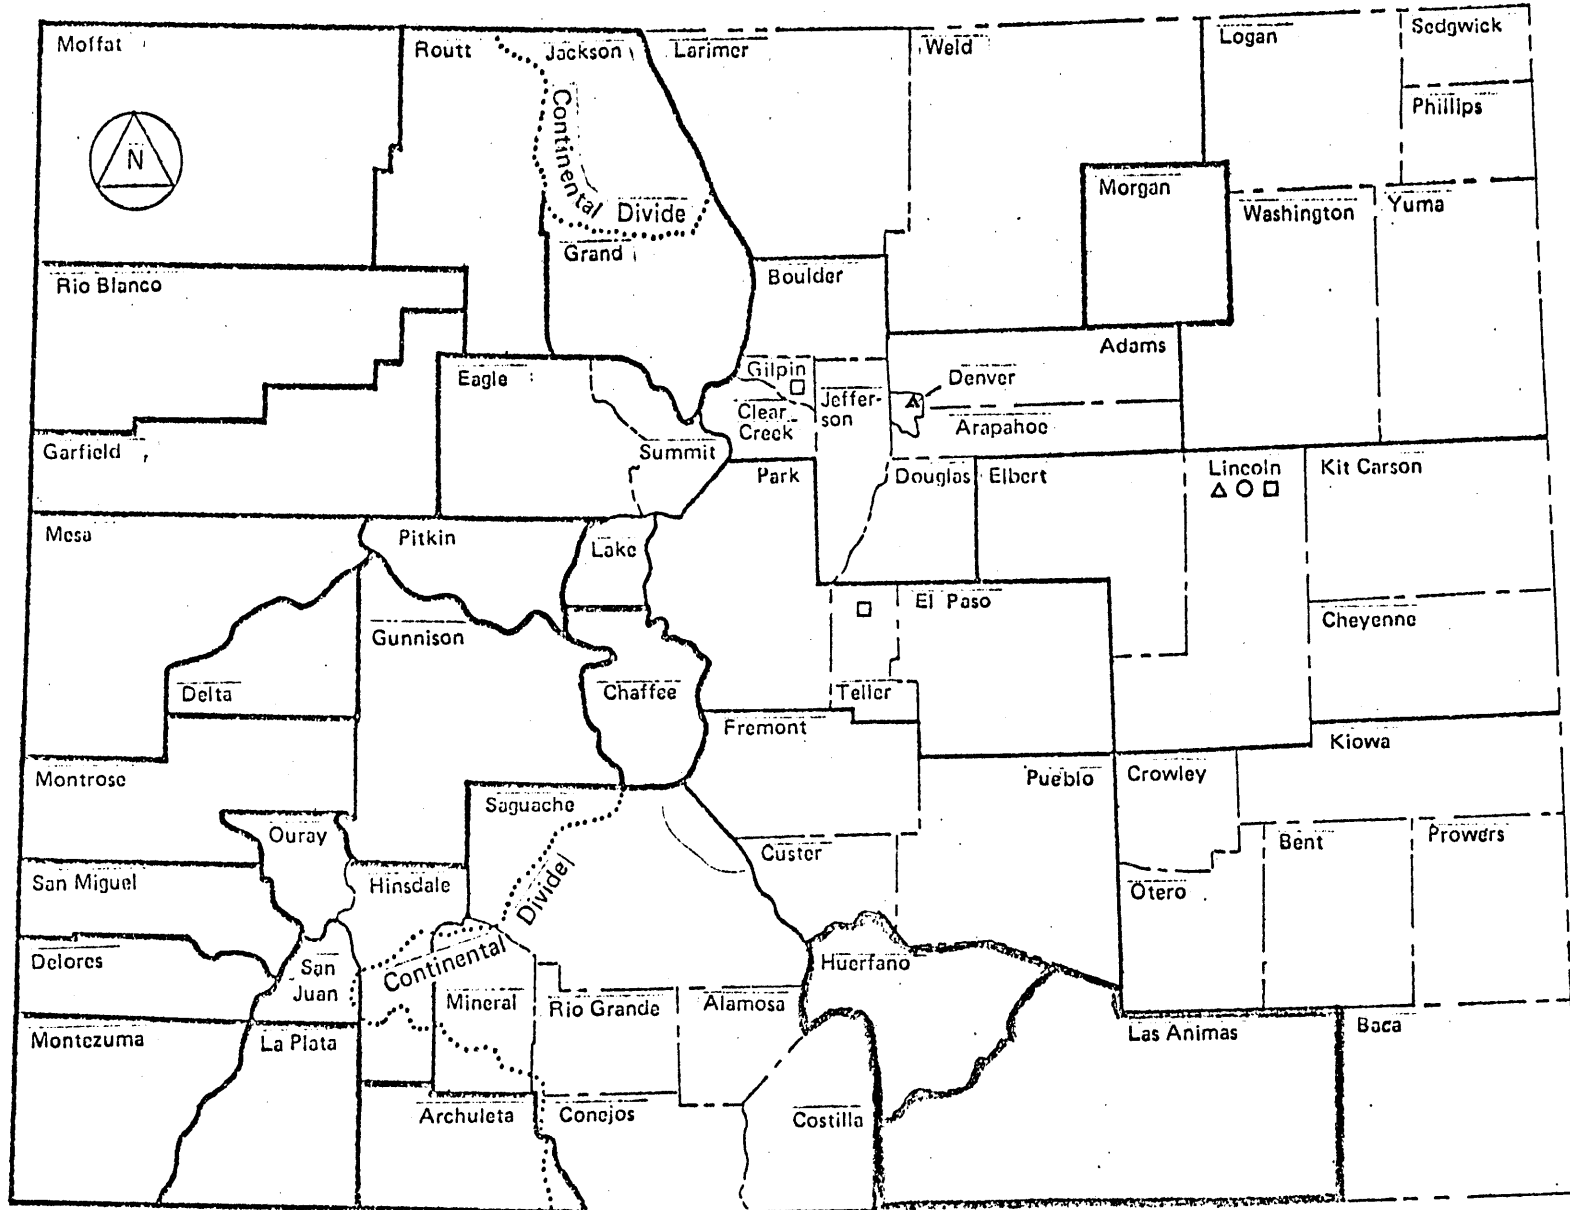 Moffat
Routt
Jackson
Larimer
Weld
Logan
Sedgwick
Phillips
N
Continental
Divide
Morgan
Washington
Yuma
Grand
Rio Blanco
Boulder
Adams
Eagle
Gilpin
Denver
Jeffer-
son
Clear
Creek
Arapahoe
Garfield
Summit
Park
Douglas
Elbert
Lincoln
Kit Carson
Mesa
Pitkin
Lake
El Paso
Cheyenne
Gunnison
Delta
Chaffee
Teller
Fremont
Kiowa
Montrose
Pueblo
Crowley
Saguache
Ouray
Custer
Bent
Prowers
San Miguel
Hinsdale
Divide
Otero
Delores
San
Juan
Continental
Huerfano
Mineral
Rio Grande
Alamosa
Montezuma
La Plata
Las Animas
Baca
Archuleta
Conejos
Costilla